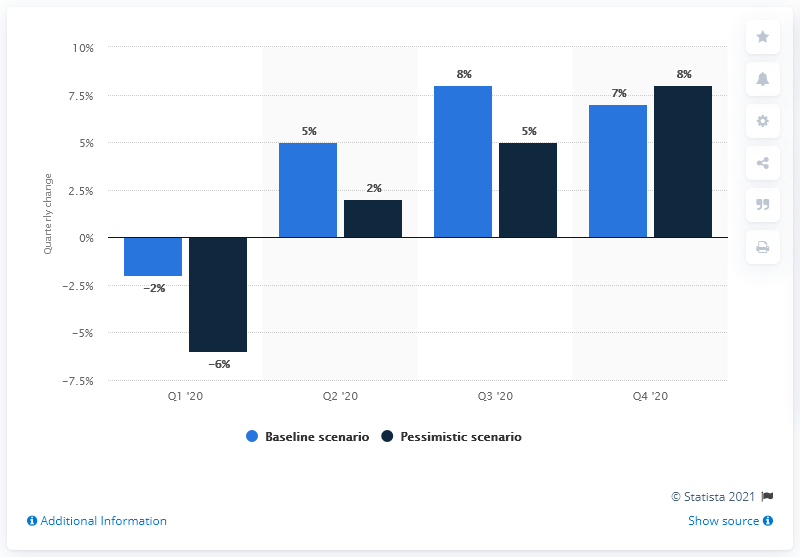 10%
7.5%
5%
2.5%
0%
−2.5%
−5%
−7.5%
Quarterly change
−2%
−6%
5%
2%
8%
5%
7%
8%
Q1 '20
Q2 '20
Q3 '20
Q4 '20
Baseline scenario
Pessimistic scenario
© Statista 2021
Additional Information
Show source